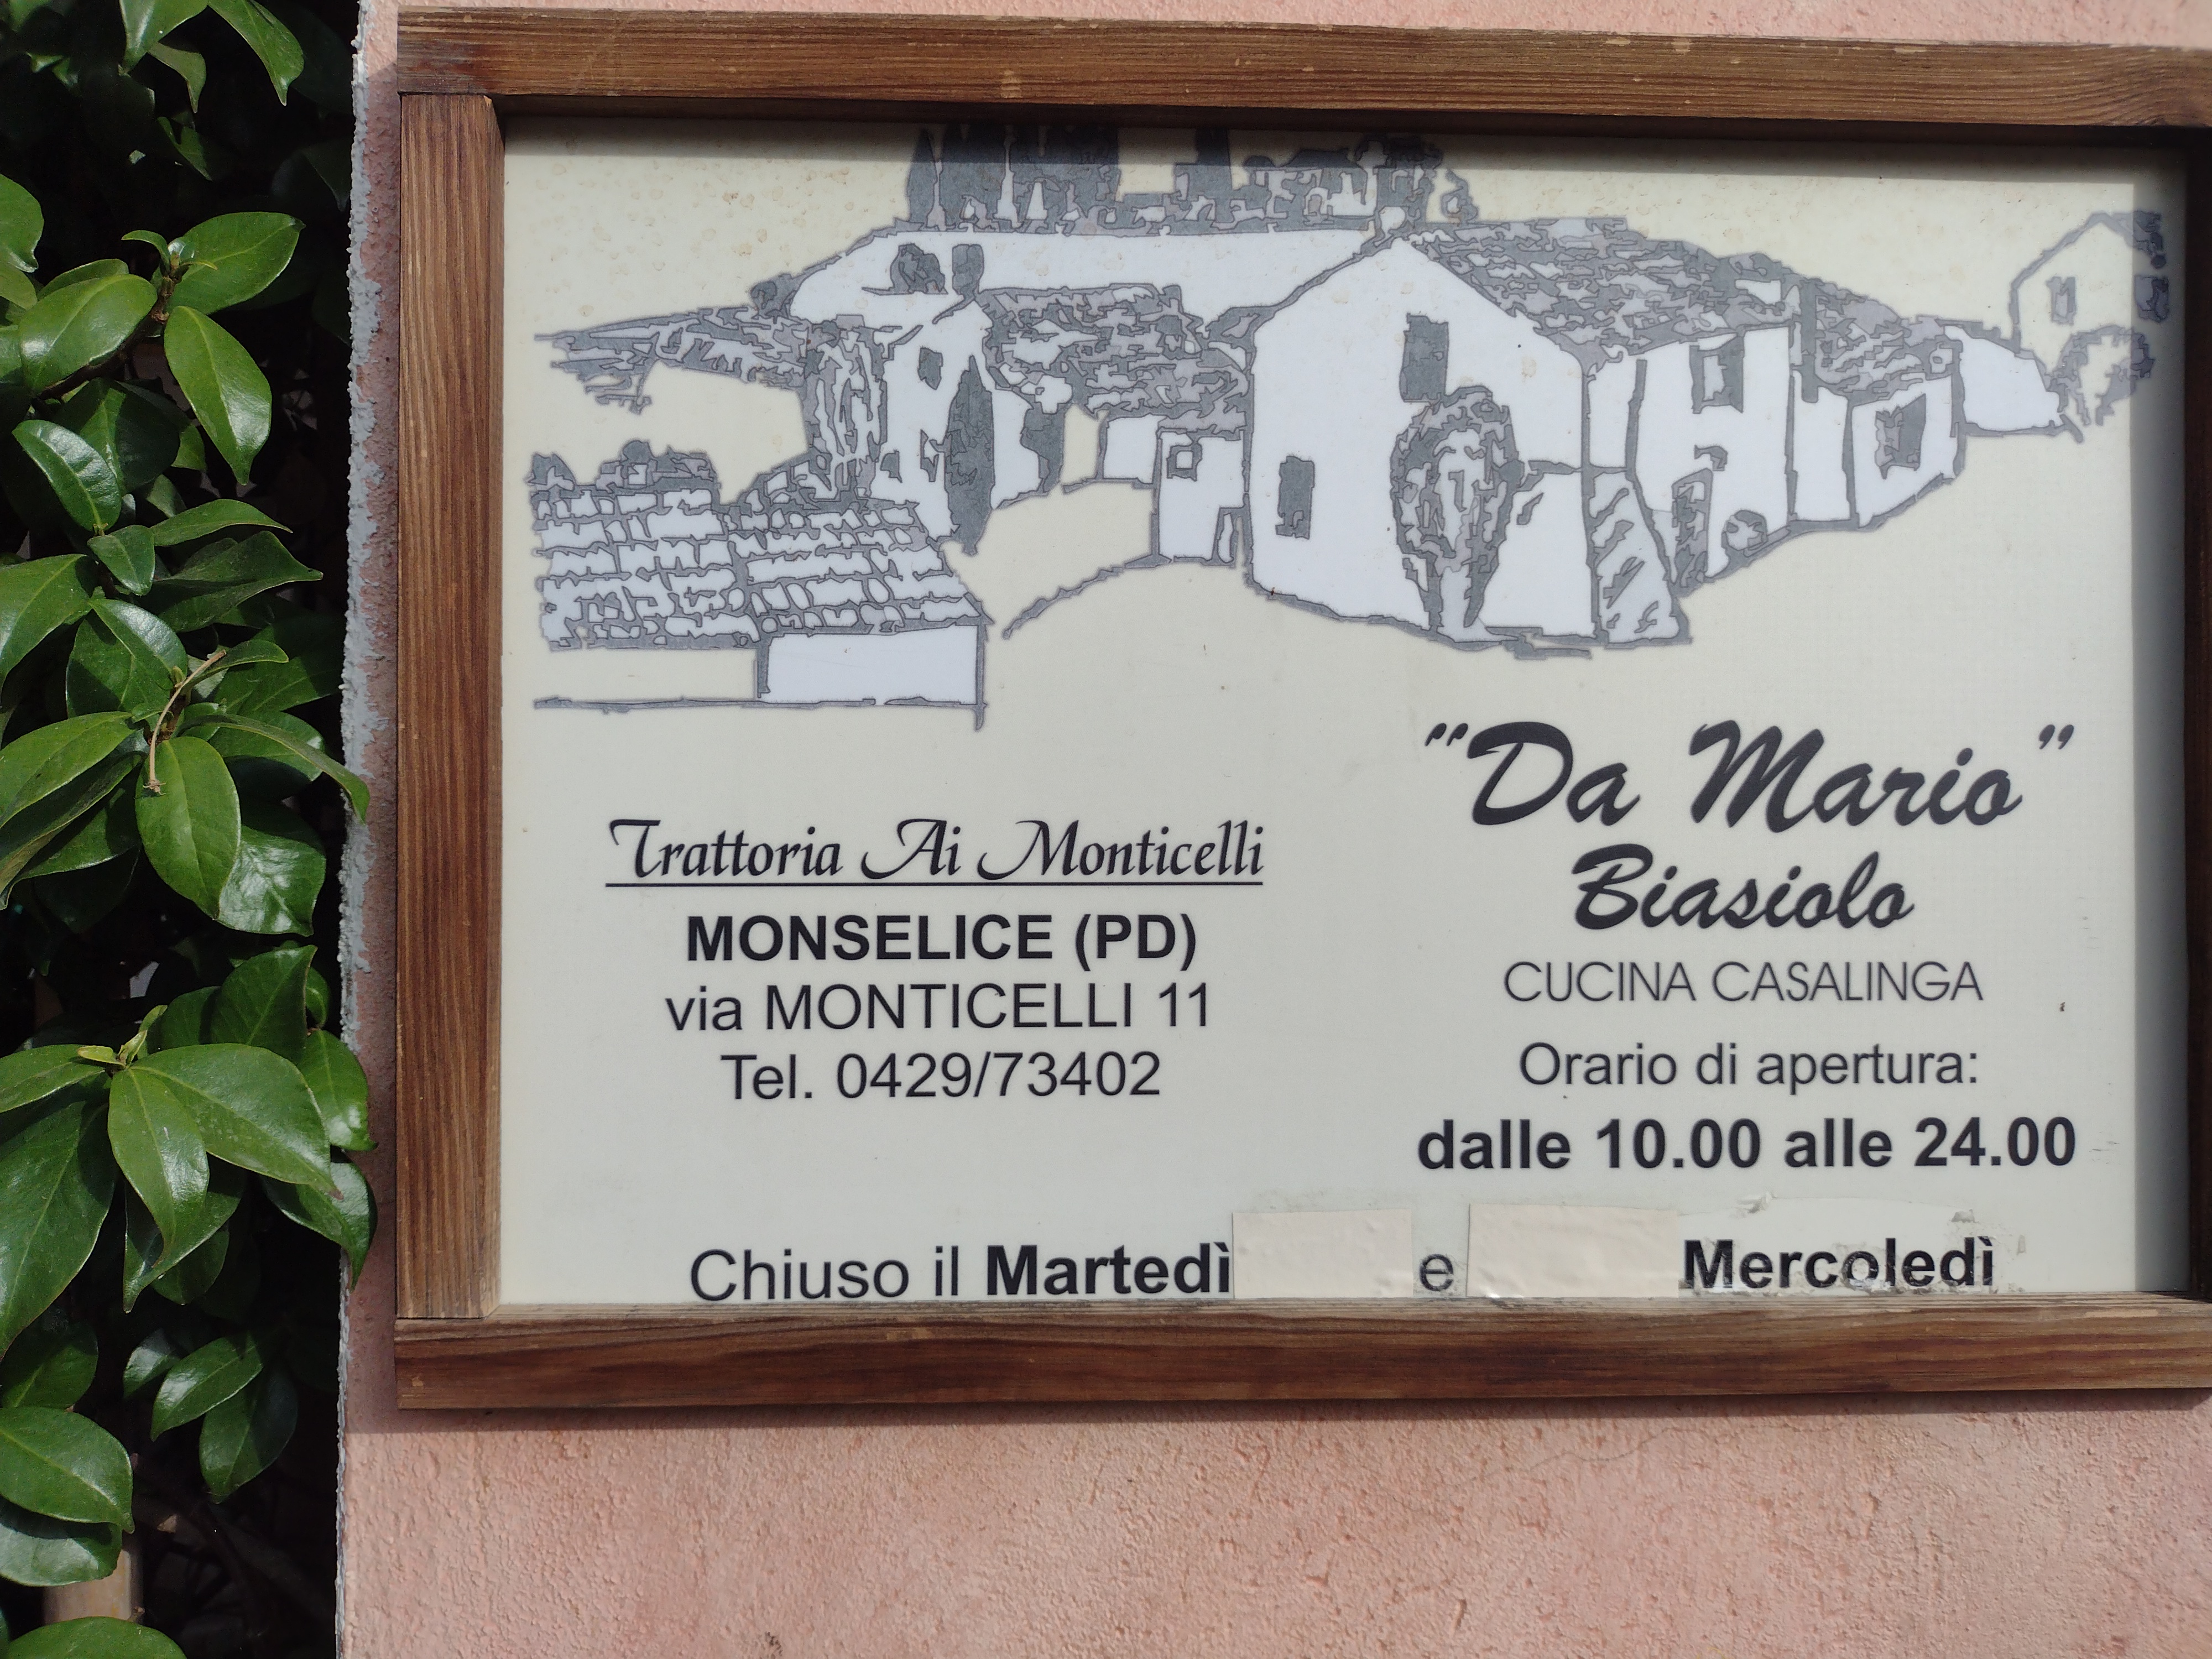 Trattoria Ai Monticelli
MONSELICE (PD)
via MONTICELLI 11
Tel. 0429/73402
"Da Mario"
Biasiolo
CUCINA CASALINGA
Orario di apertura:
dalle 10.00 alle 24.00
Chiuso il Martedì e Mercoledì